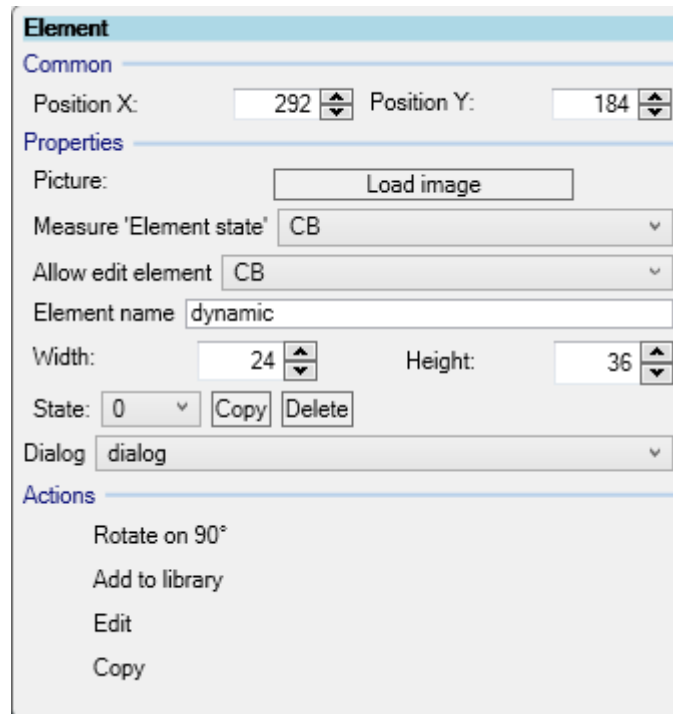 Element
Common
Position X: 292 Position Y: 184
Properties
Picture: Load image
Measure 'Element state' CB
Allow edit element CB
Element name dynamic
Width: 24 Height: 36
State: 0 Copy Delete
Dialog dialog
Actions
Rotate on 90°
Add to library
Edit
Copy